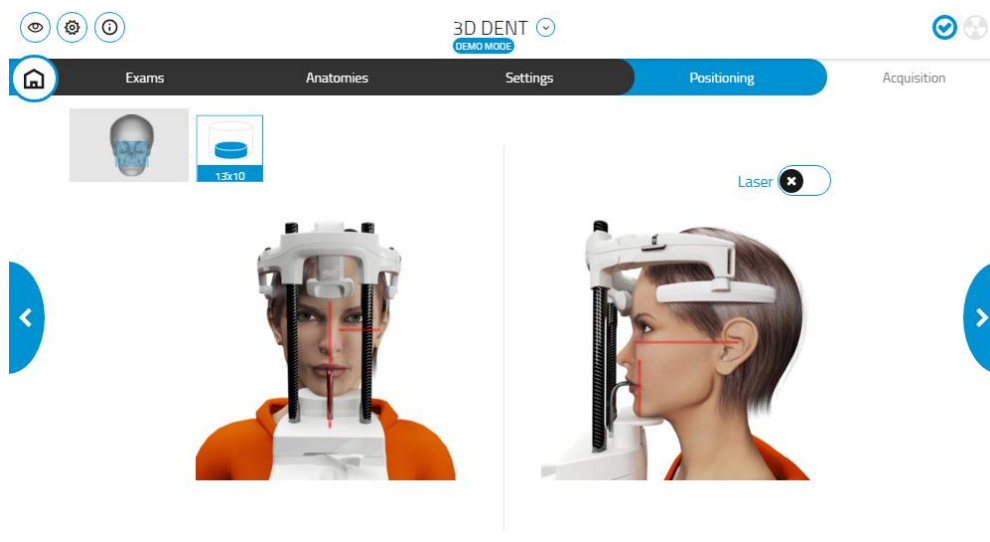 3D DENT
DEMO MODE
Exams
Anatomies
Settings
Positioning
Acquisition
13x10
Laser